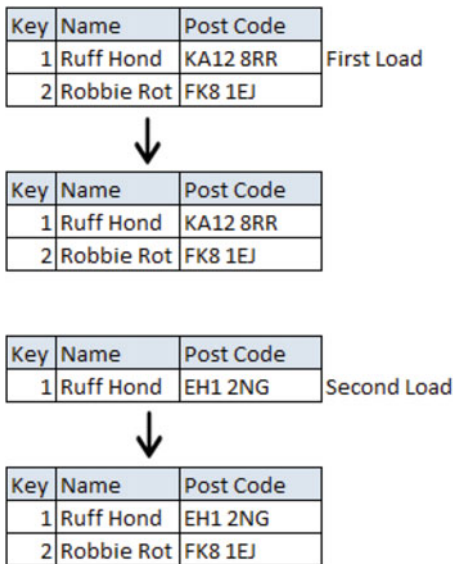 Key Name Post Code
1 Ruff Hond KA12 8RR First Load
2 Robbie Rot FK8 1EJ
Key Name Post Code
1 Ruff Hond KA12 8RR
2 Robbie Rot FK8 1EJ
Key Name Post Code
1 Ruff Hond EH1 2NG Second Load
Key Name Post Code
1 Ruff Hond EH1 2NG
2 Robbie Rot FK8 1EJ